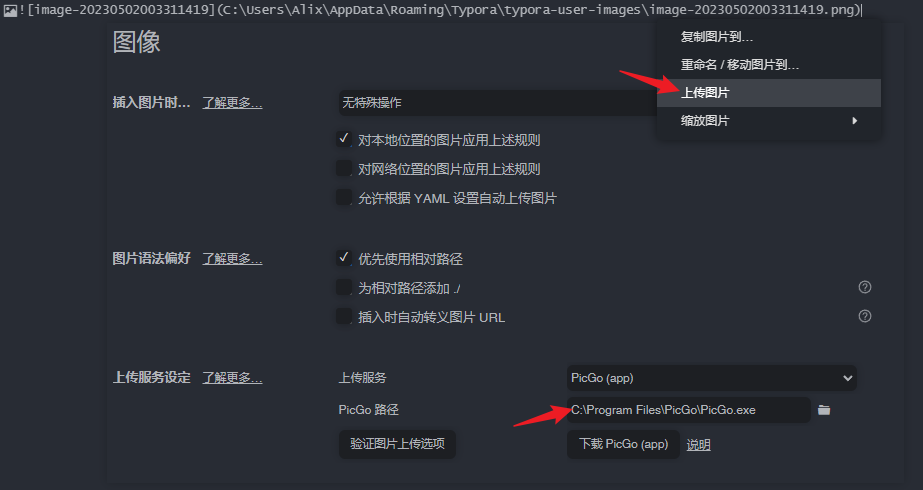 ![image-20230502003311419](C:\Users\Alix\AppData\Roaming\Typora\typora-user-images\image-20230502003311419.png)
复制图片到...
重命名 / 移动图片到...
上传图片
缩放图片
图像
插入图片时... 了解更多... 无特殊操作
对本地位置的图片应用上述规则
对网络位置的图片应用上述规则
允许根据 YAML 设置自动上传图片
图片语法偏好 了解更多... 优先使用相对路径
为相对路径添加 ./
插入时自动转义图片 URL
上传服务设定 了解更多... 上传服务 PicGo (app)
PicGo 路径 C:\Program Files\PicGo\PicGo.exe
验证图片上传选项 下载 PicGo (app) 说明